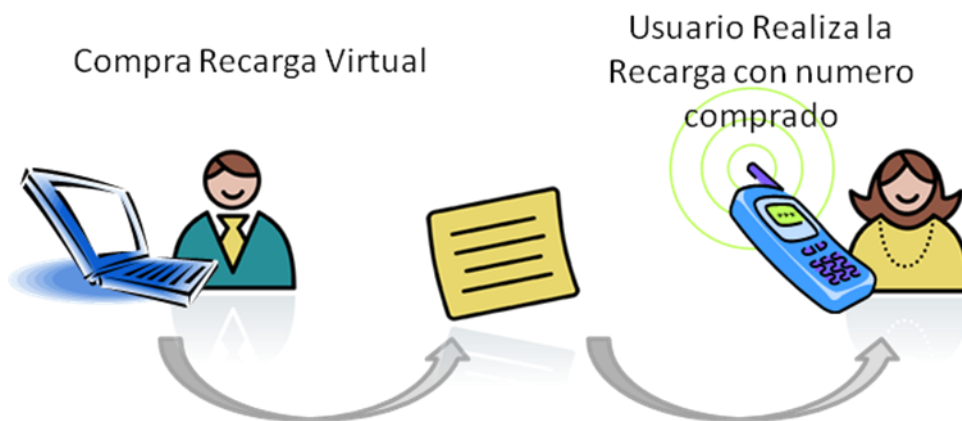 Compra Recarga Virtual
Usuario Realiza la
Recarga con numero
comprado